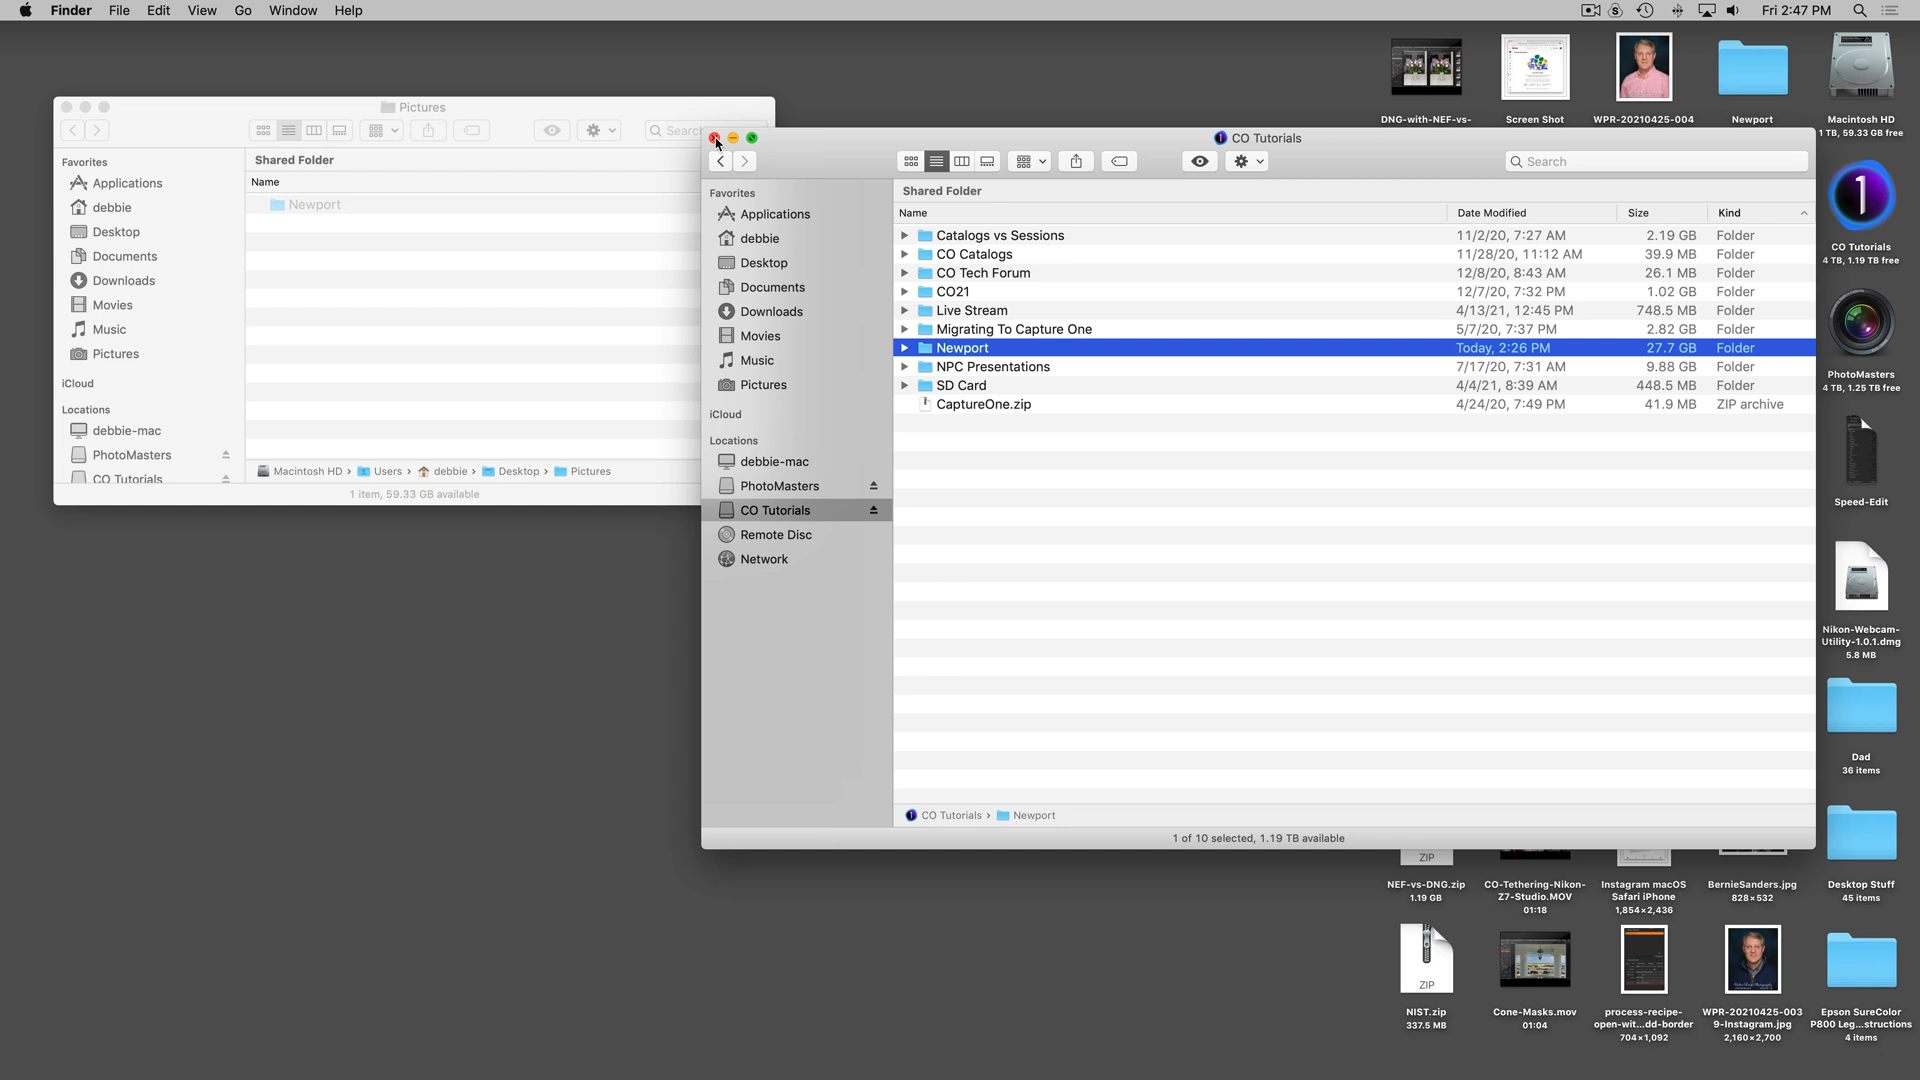 Finder File Edit View Go Window Help
Fri 2:47 PM
Pictures
Search
Favorites
Applications
debbie
Desktop
Documents
Downloads
Movies
Music
Pictures
iCloud
Locations
debbie-mac
PhotoMasters
CO Tutorials
Shared Folder
Name
Newport
Macintosh HD › Users › debbie › Desktop › Pictures
1 item, 59.33 GB available
CO Tutorials
Search
Favorites
Applications
debbie
Desktop
Documents
Downloads
Movies
Music
Pictures
iCloud
Locations
debbie-mac
PhotoMasters
CO Tutorials
Remote Disc
Network
Shared Folder
Name Date Modified Size Kind
Catalogs vs Sessions 11/2/20, 7:27 AM 2.19 GB Folder
CO Catalogs 11/28/20, 11:12 AM 39.9 MB Folder
CO Tech Forum 12/8/20, 8:43 AM 26.1 MB Folder
CO21 12/7/20, 7:32 PM 1.02 GB Folder
Live Stream 4/13/21, 12:45 PM 748.5 MB Folder
Migrating To Capture One 5/7/20, 7:37 PM 2.82 GB Folder
Newport Today, 2:26 PM 27.7 GB Folder
NPC Presentations 7/17/20, 7:31 AM 9.88 GB Folder
SD Card 4/4/21, 8:39 AM 448.5 MB Folder
CaptureOne.zip 4/24/20, 7:49 PM 41.9 MB ZIP archive
CO Tutorials › Newport
1 of 10 selected, 1.19 TB available
DNG-with-NEF-vs-
Screen Shot
WPR-20210425-004
Newport
Macintosh HD
1 TB, 59.33 GB free
CO Tutorials
4 TB, 1.19 TB free
PhotoMasters
4 TB, 1.25 TB free
Speed-Edit
Nikon-Webcam-
Utility-1.0.1.dmg
5.8 MB
Dad
36 items
ZIP
NEF-vs-DNG.zip
1.19 GB
CO-Tethering-Nikon-
Z7-Studio.MOV
01:18
Instagram macOS
Safari iPhone
1,854×2,436
BernieSanders.jpg
828×532
Desktop Stuff
45 items
ZIP
NIST.zip
337.5 MB
Cone-Masks.mov
01:04
process-recipe-
open-wit...dd-border
704×1,092
WPR-20210425-003
9-Instagram.jpg
2,160×2,700
Epson SureColor
P800 Leg...structions
4 items